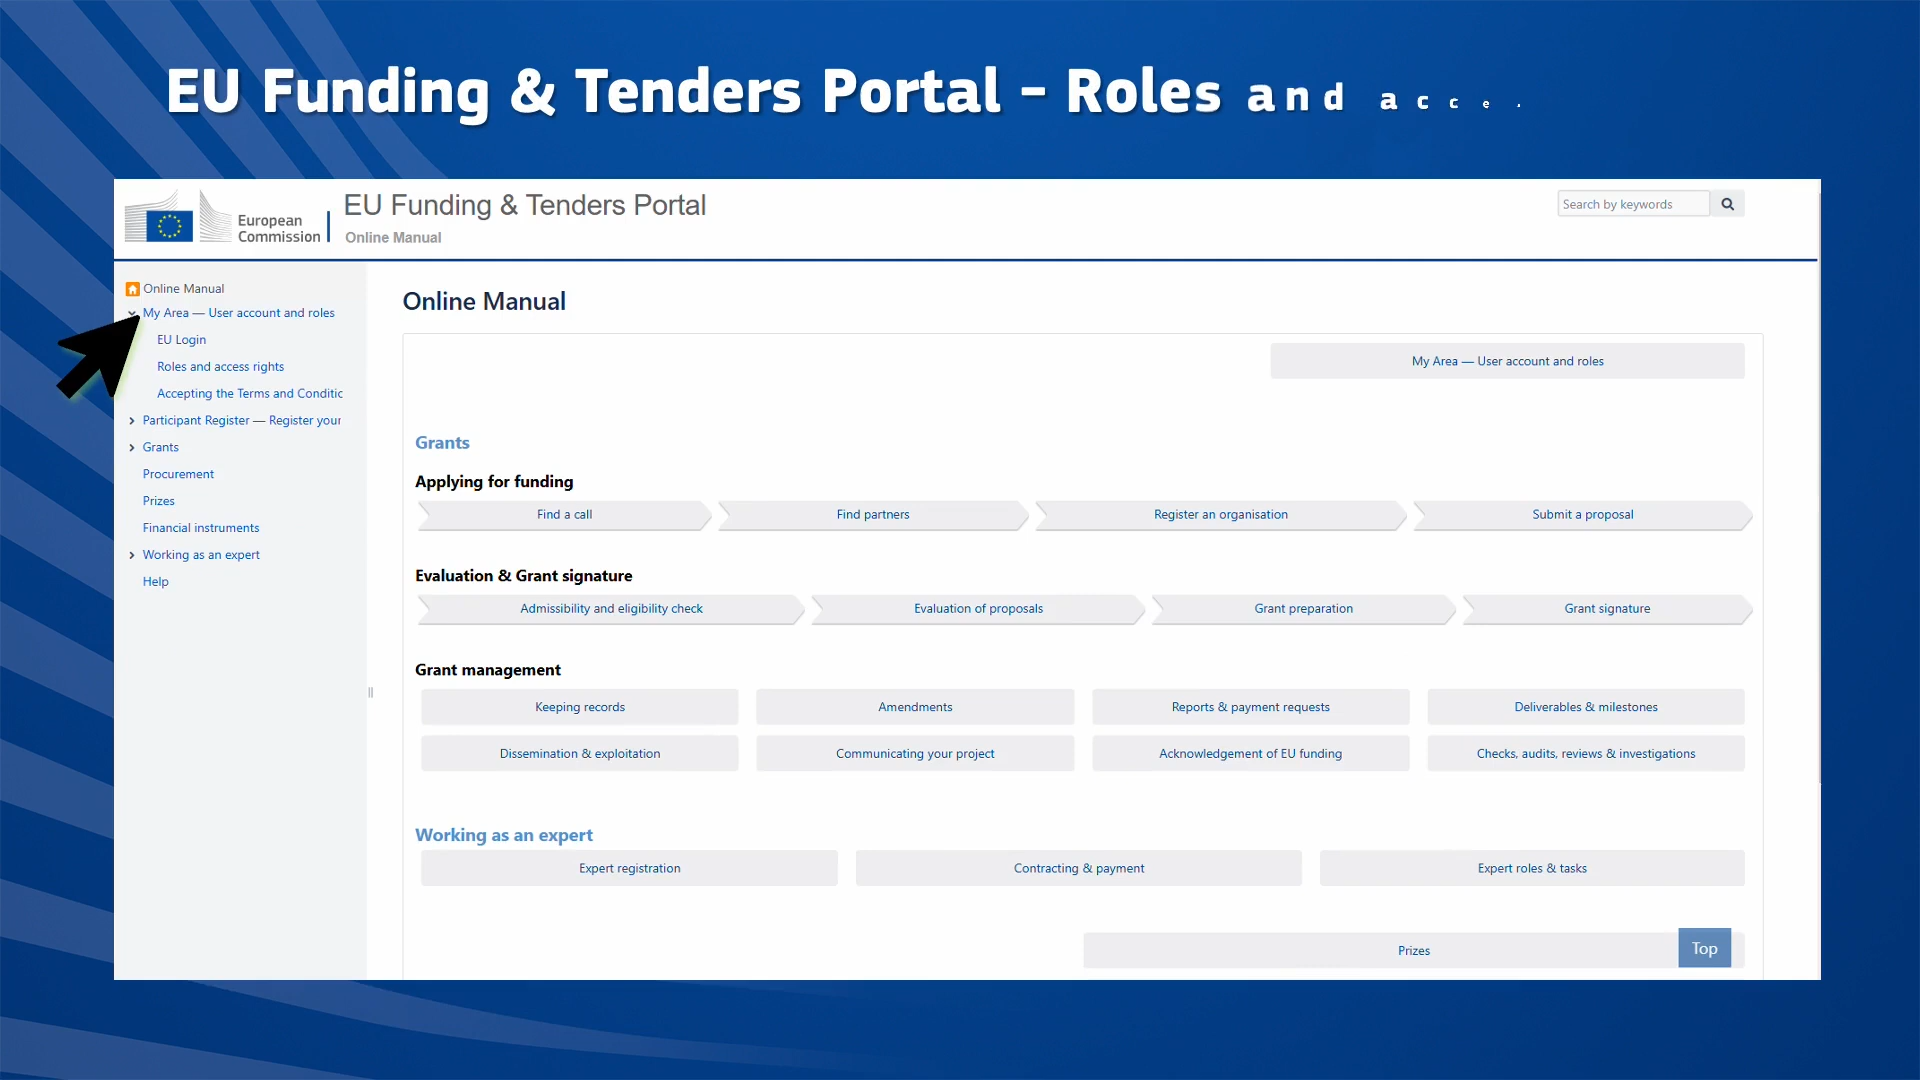 EU Funding & Tenders Portal – Roles and acce
European
Commission
EU Funding & Tenders Portal
Online Manual
Search by keywords
Online Manual
My Area — User account and roles
EU Login
Roles and access rights
Accepting the Terms and Conditic
Participant Register — Register your
Grants
Procurement
Prizes
Financial instruments
Working as an expert
Help
Online Manual
My Area — User account and roles
Grants
Applying for funding
Find a call
Find partners
Register an organisation
Submit a proposal
Evaluation & Grant signature
Admissibility and eligibility check
Evaluation of proposals
Grant preparation
Grant signature
Grant management
Keeping records
Amendments
Reports & payment requests
Deliverables & milestones
Dissemination & exploitation
Communicating your project
Acknowledgement of EU funding
Checks, audits, reviews & investigations
Working as an expert
Expert registration
Contracting & payment
Expert roles & tasks
Prizes
Top